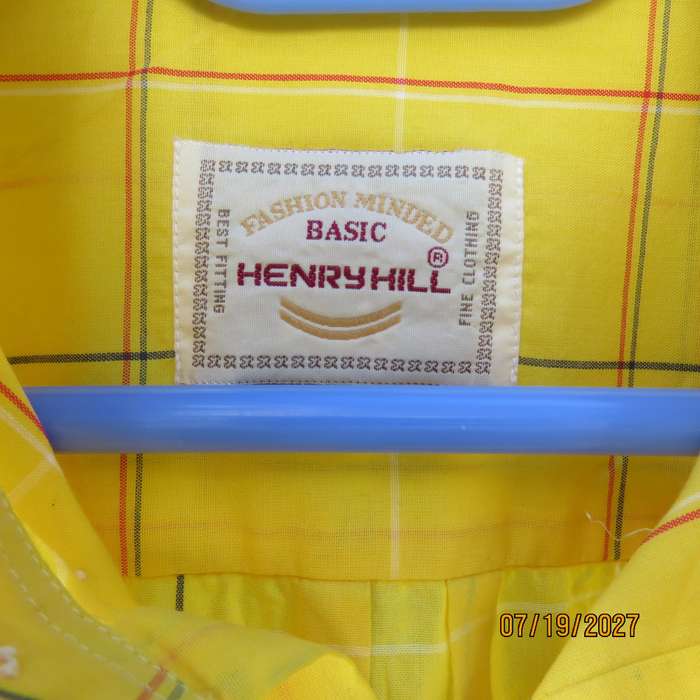 FASHION MINDED
BASIC
HENRY HILL ®
BEST FITTING
FINE CLOTHING
07/19/2027